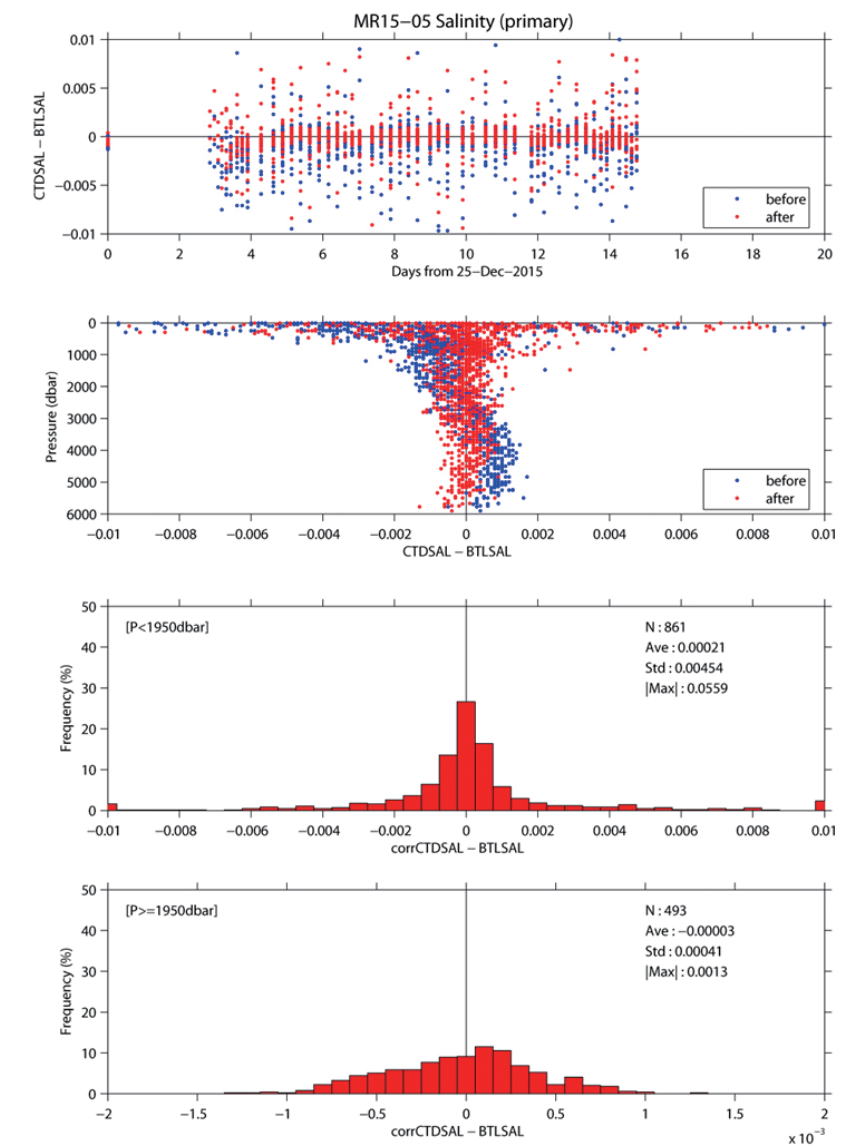 MR15−05 Salinity (primary)
0.01
0.005
0
−0.005
−0.01
CTDSAL − BTLSAL
before
after
0 2 4 6 8 10 12 14 16 18 20
Days from 25−Dec−2015
0
1000
2000
3000
4000
5000
6000
Pressure (dbar)
before
after
−0.01 −0.008 −0.006 −0.004 −0.002 0 0.002 0.004 0.006 0.008 0.01
CTDSAL − BTLSAL
50
40
30
20
10
0
Frequency (%)
[P<1950dbar]
N : 861
Ave : 0.00021
Std : 0.00454
|Max| : 0.0559
−0.01 −0.008 −0.006 −0.004 −0.002 0 0.002 0.004 0.006 0.008 0.01
corrCTDSAL − BTLSAL
50
40
30
20
10
0
Frequency (%)
[P>=1950dbar]
N : 493
Ave : −0.00003
Std : 0.00041
|Max| : 0.0013
−2 −1.5 −1 −0.5 0 0.5 1 1.5 2
corrCTDSAL − BTLSAL
x 10⁻³